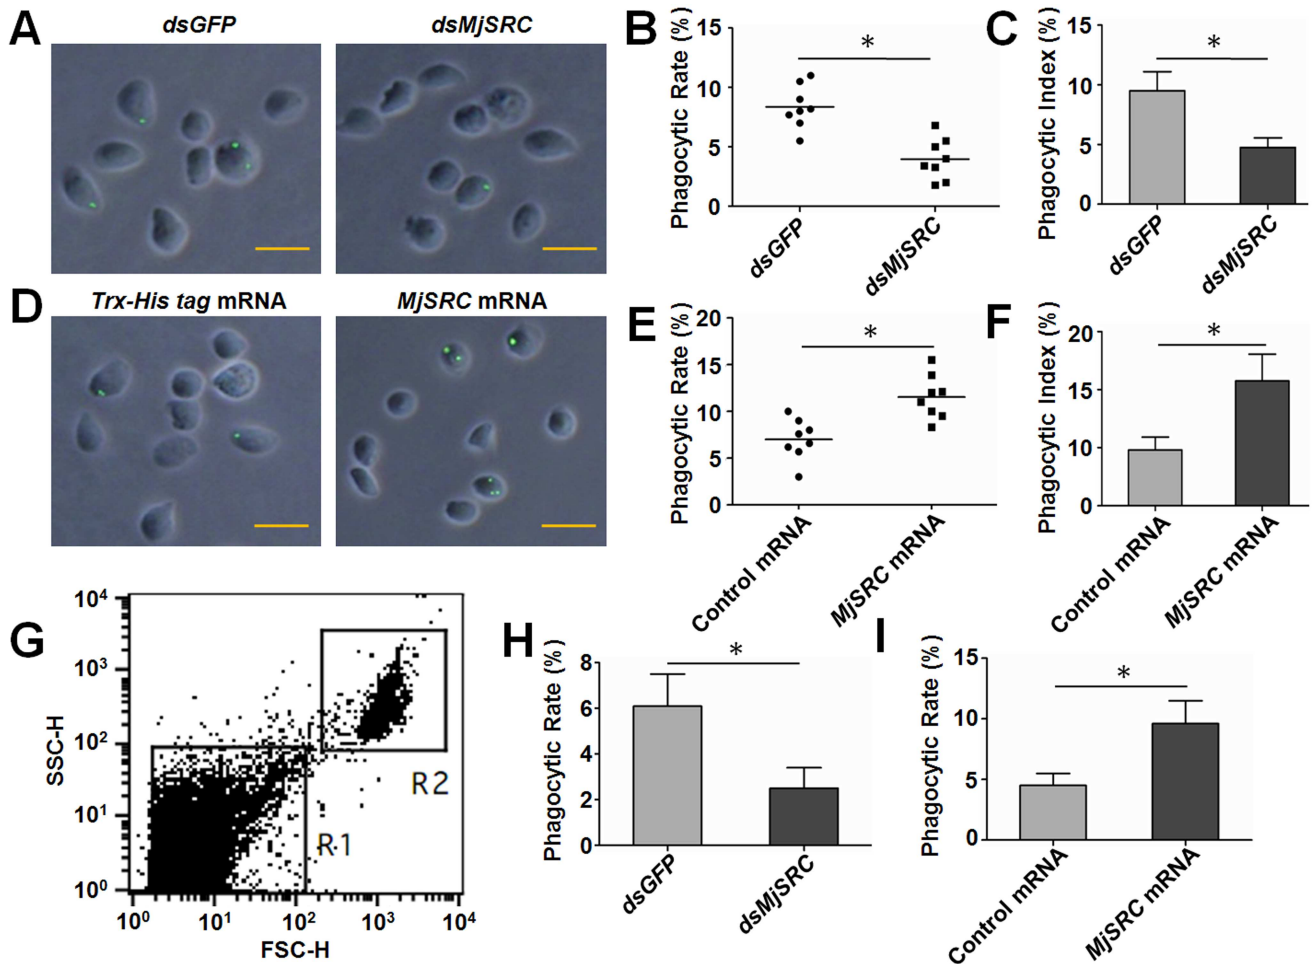 A
dsGFP
dsMjSRC
B
Phagocytic Rate (%)
15
10
5
0
*
dsGFP
dsMjSRC
C
Phagocytic Index (%)
15
10
5
0
*
dsGFP
dsMjSRC
D
Trx-His tag mRNA
MjSRC mRNA
E
Phagocytic Rate (%)
20
15
10
5
0
*
Control mRNA
MjSRC mRNA
F
Phagocytic Index (%)
20
15
10
0
*
Control mRNA
MjSRC mRNA
G
SSC-H
10⁴
10³
10²
10¹
10⁰
R2
R1
10⁰ 10¹ 10² 10³ 10⁴
FSC-H
H
Phagocytic Rate (%)
8
6
4
2
0
*
dsGFP
dsMjSRC
I
Phagocytic Rate (%)
15
10
5
0
*
Control mRNA
MjSRC mRNA